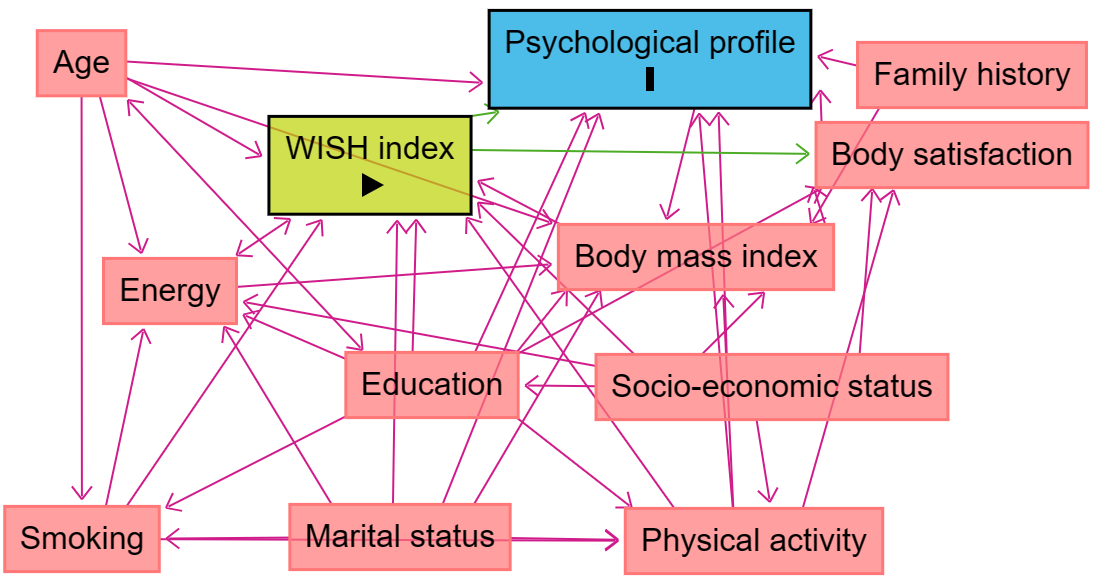 Psychological profile
Age
Family history
WISH index
Body satisfaction
Body mass index
Energy
Education
Socio-economic status
Smoking
Marital status
Physical activity